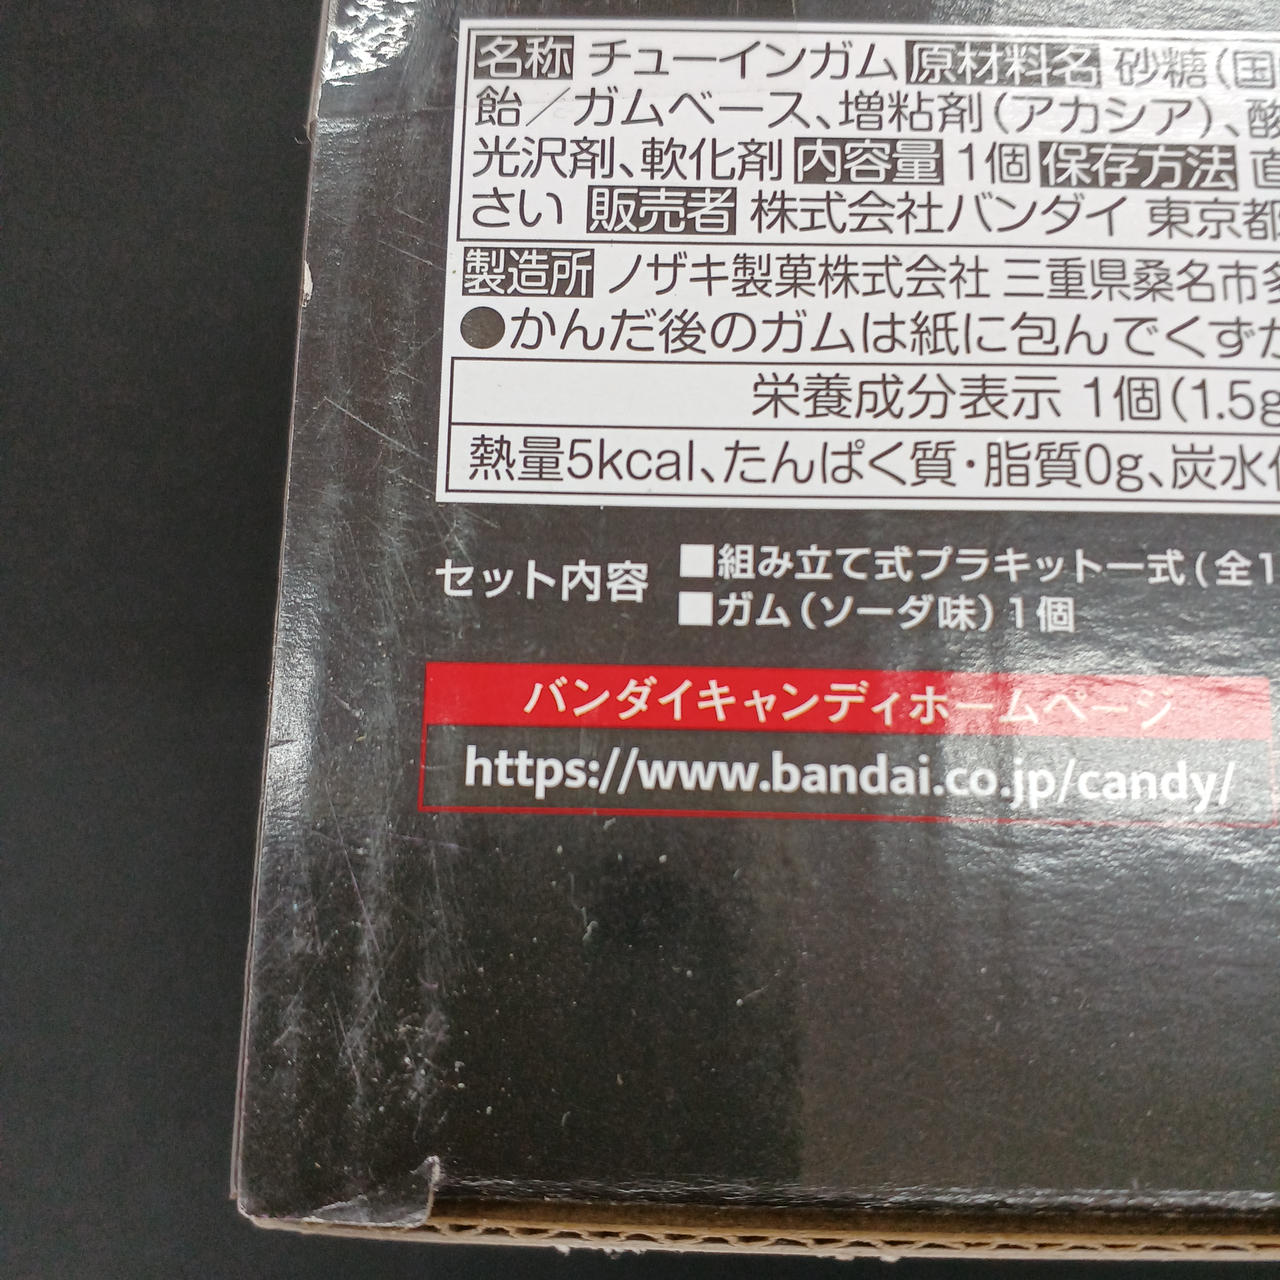 名称 チューインガム 原材料名 砂糖(国
飴／ガムベース、増粘剤(アカシア)、酸
光沢剤、軟化剤 内容量 1個 保存方法 直
さい 販売者 株式会社バンダイ 東京都
製造所 ノザキ製菓株式会社 三重県桑名市多
●かんだ後のガムは紙に包んでくずか
栄養成分表示 1個(1.5g
熱量5kcal、たんぱく質・脂質0g、炭水化
セット内容 ■組み立て式プラキット一式(全1
■ガム(ソーダ味)1個
バンダイキャンディホームページ
https://www.bandai.co.jp/candy/